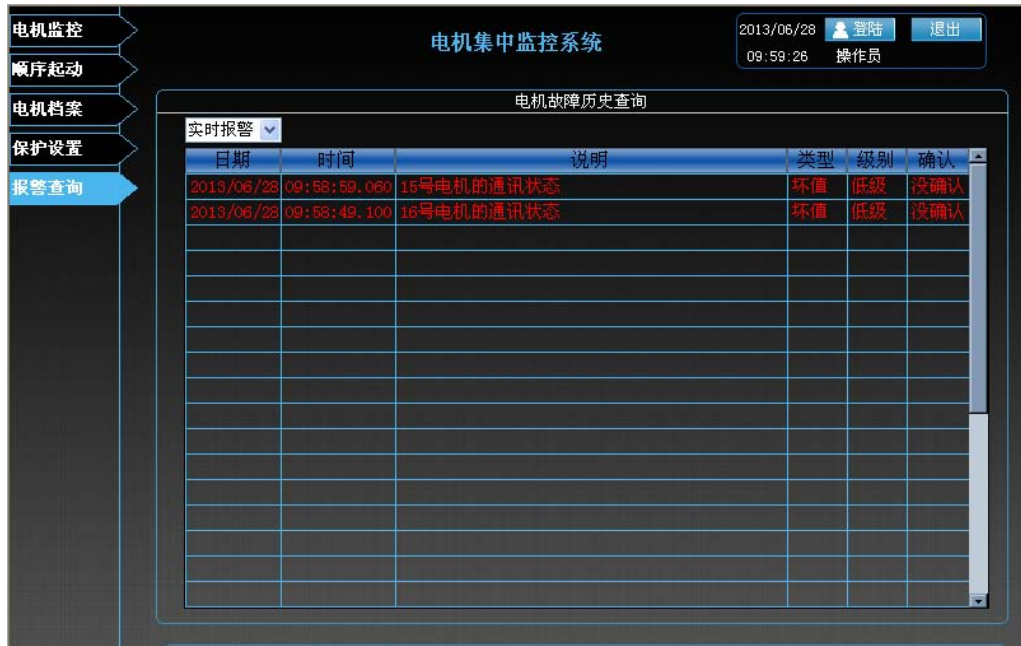 电机监控
顺序起动
电机档案
保护设置
报警查询
电机集中监控系统
2013/06/28 登陆 退出
09:59:26 操作员
电机故障历史查询
实时报警
日期 时间 说明 类型 级别 确认
2013/06/28 09:58:59.060 15号电机的通讯状态 坏值 低级 没确认
2013/06/28 09:58:49.100 16号电机的通讯状态 坏值 低级 没确认